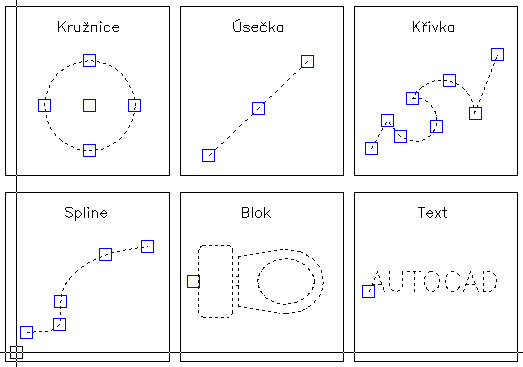 Kružnice
Úsečka
Křivka
Spline
Blok
Text
AUTOCAD